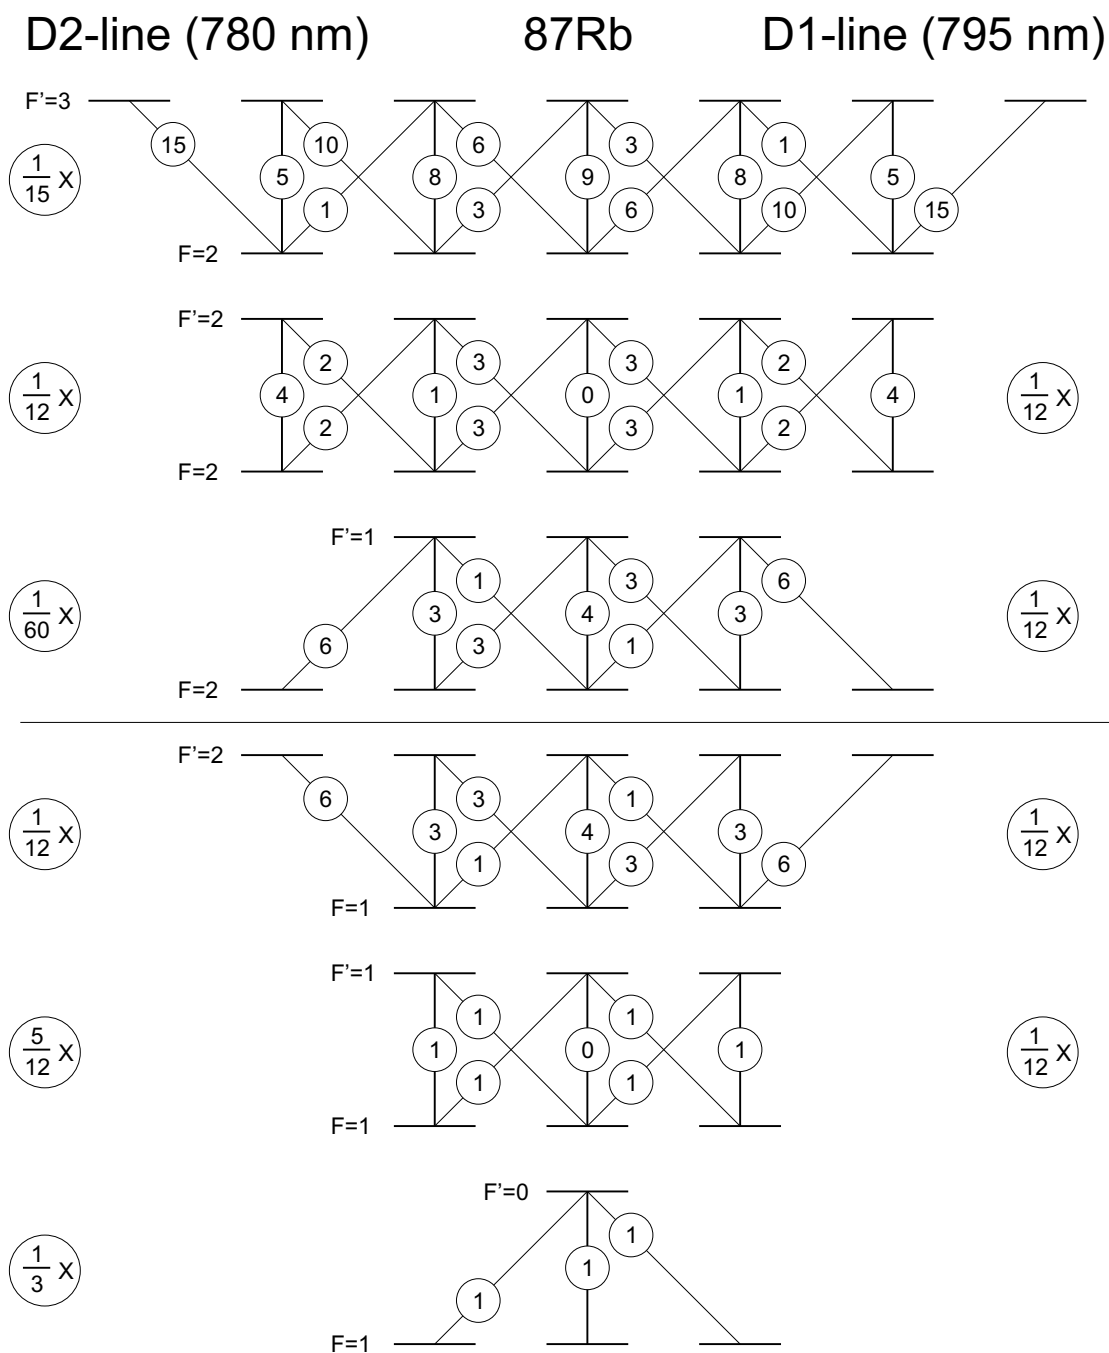 D2-line (780 nm) 87Rb D1-line (795 nm)
F'=3
15 10 6 3 1
1/15 X
5 8 9 8 5
1 3 6 10 15
F=2
F'=2
2 3 3 2
1/12 X 4 1 0 1 4 1/12 X
2 3 3 2
F=2
F'=1
1 3 6
1/60 X 3 4 3 1/12 X
6 3 1
F=2
F'=2
6 3 1
1/12 X 3 4 3 1/12 X
1 3 6
F=1
F'=1
1 1
5/12 X 1 0 1 1/12 X
1 1
F=1
F'=0
1
1/3 X 1
1
F=1